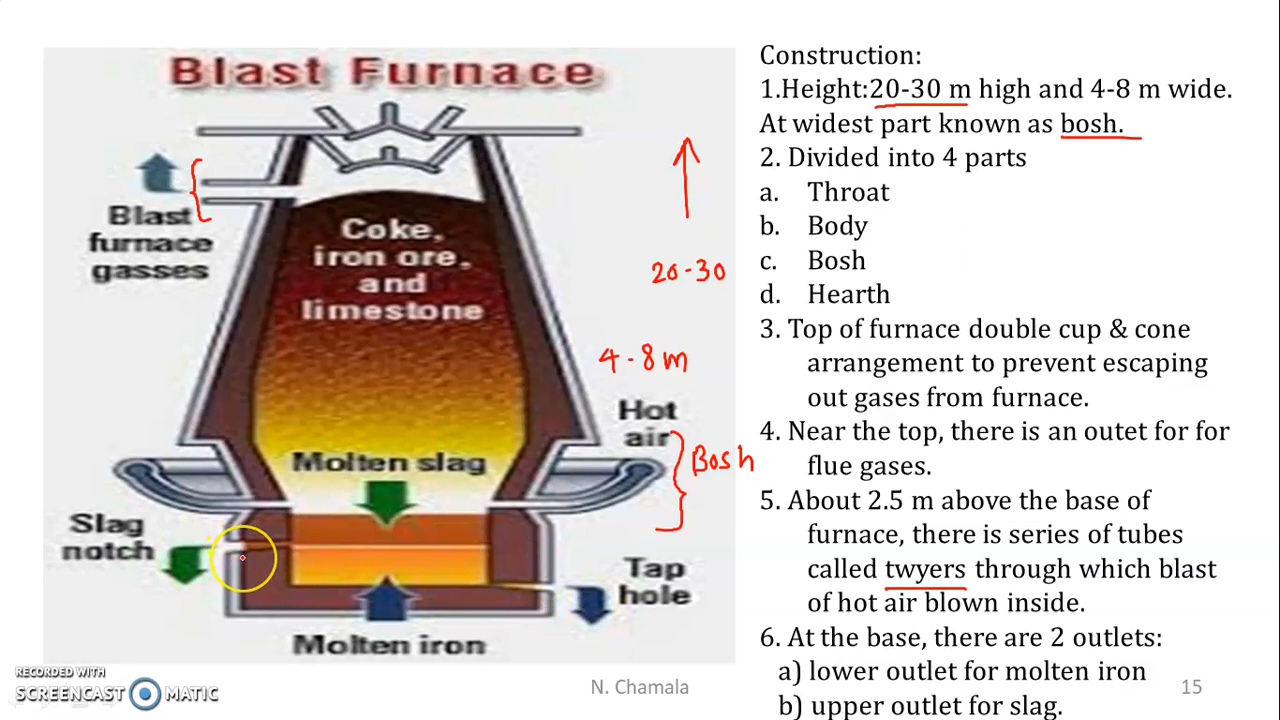 Blast Furnace
Blast
furnace
gasses
Coke,
iron ore,
and
limestone
20-30
4-8 m
Hot
air
Bosh
Molten slag
Slag
notch
Tap
hole
Molten iron
Construction:
1.Height:20-30 m high and 4-8 m wide.
At widest part known as bosh.
2. Divided into 4 parts
a. Throat
b. Body
c. Bosh
d. Hearth
3. Top of furnace double cup & cone
arrangement to prevent escaping
out gases from furnace.
4. Near the top, there is an outet for for
flue gases.
5. About 2.5 m above the base of
furnace, there is series of tubes
called twyers through which blast
of hot air blown inside.
6. At the base, there are 2 outlets:
a) lower outlet for molten iron
b) upper outlet for slag.
RECORDED WITH
SCREENCAST MATIC
N. Chamala
15